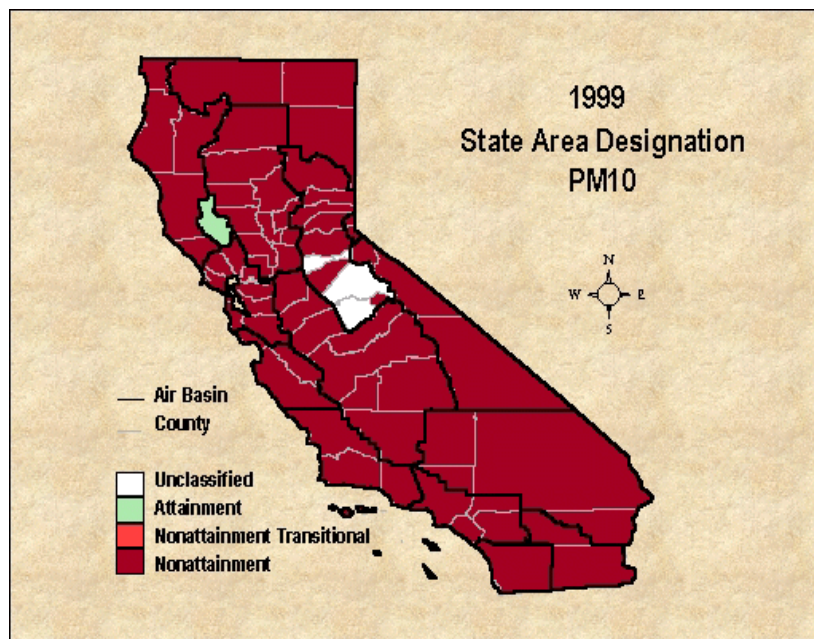 1999
State Area Designation
PM10
N
W E
S
Air Basin
County
Unclassified
Attainment
Nonattainment Transitional
Nonattainment